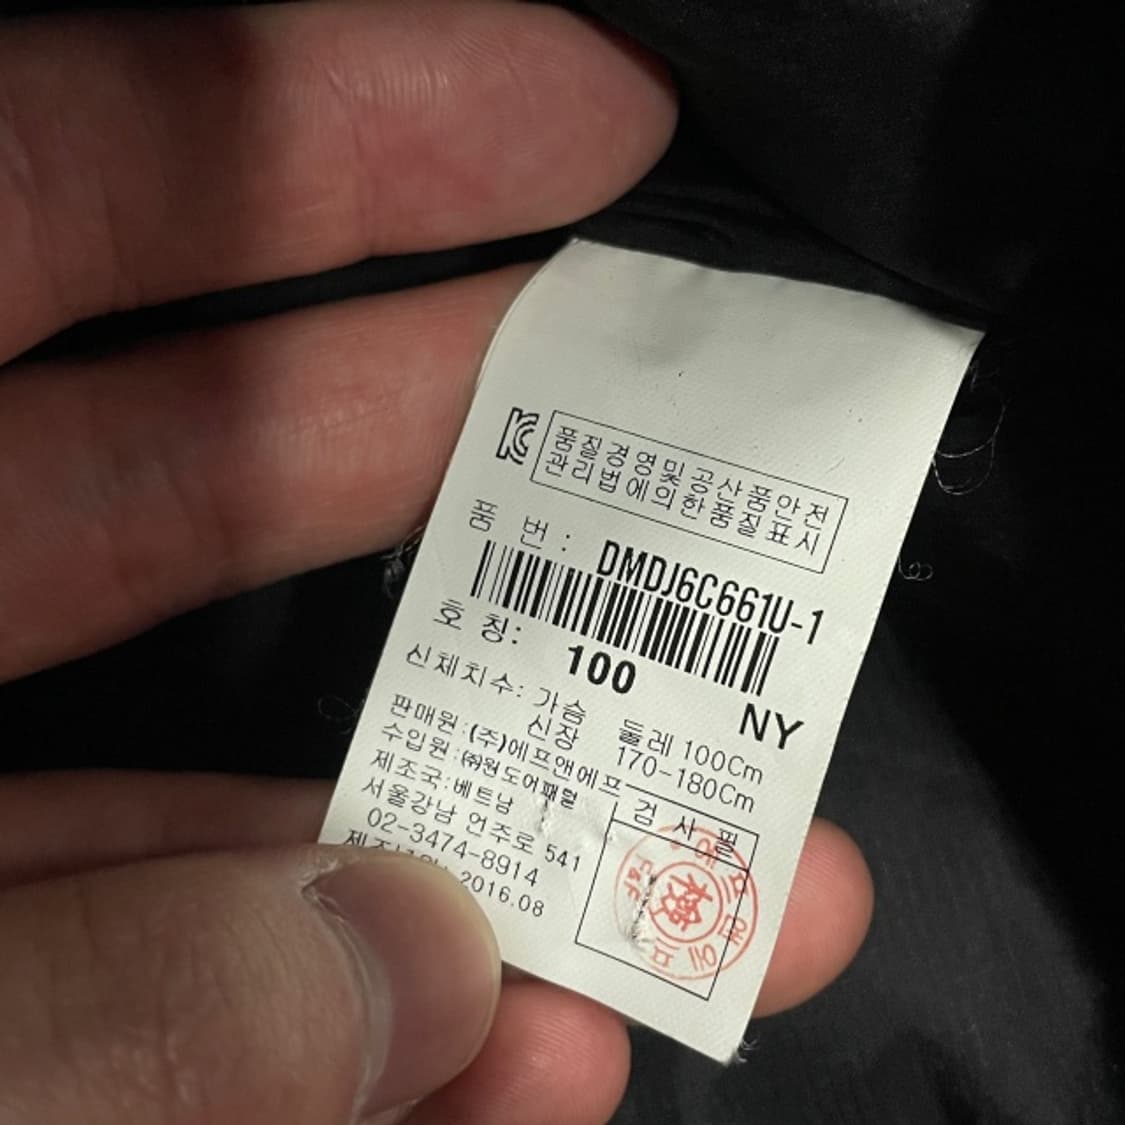 KC
품질경영및공산품안전
관리법에의한품질표시
품 번 : DMDJ6C661U-1
호 칭: 100
NY
신체치수: 가슴 둘레 100Cm
신장 170-180Cm
판매원 :(주)에프앤에프
수입원 :㈜원도어패럴
제조국:베트남
서울강남 언주로 541
02-3474-8914
2016.08
검 사 필
F&F
檢